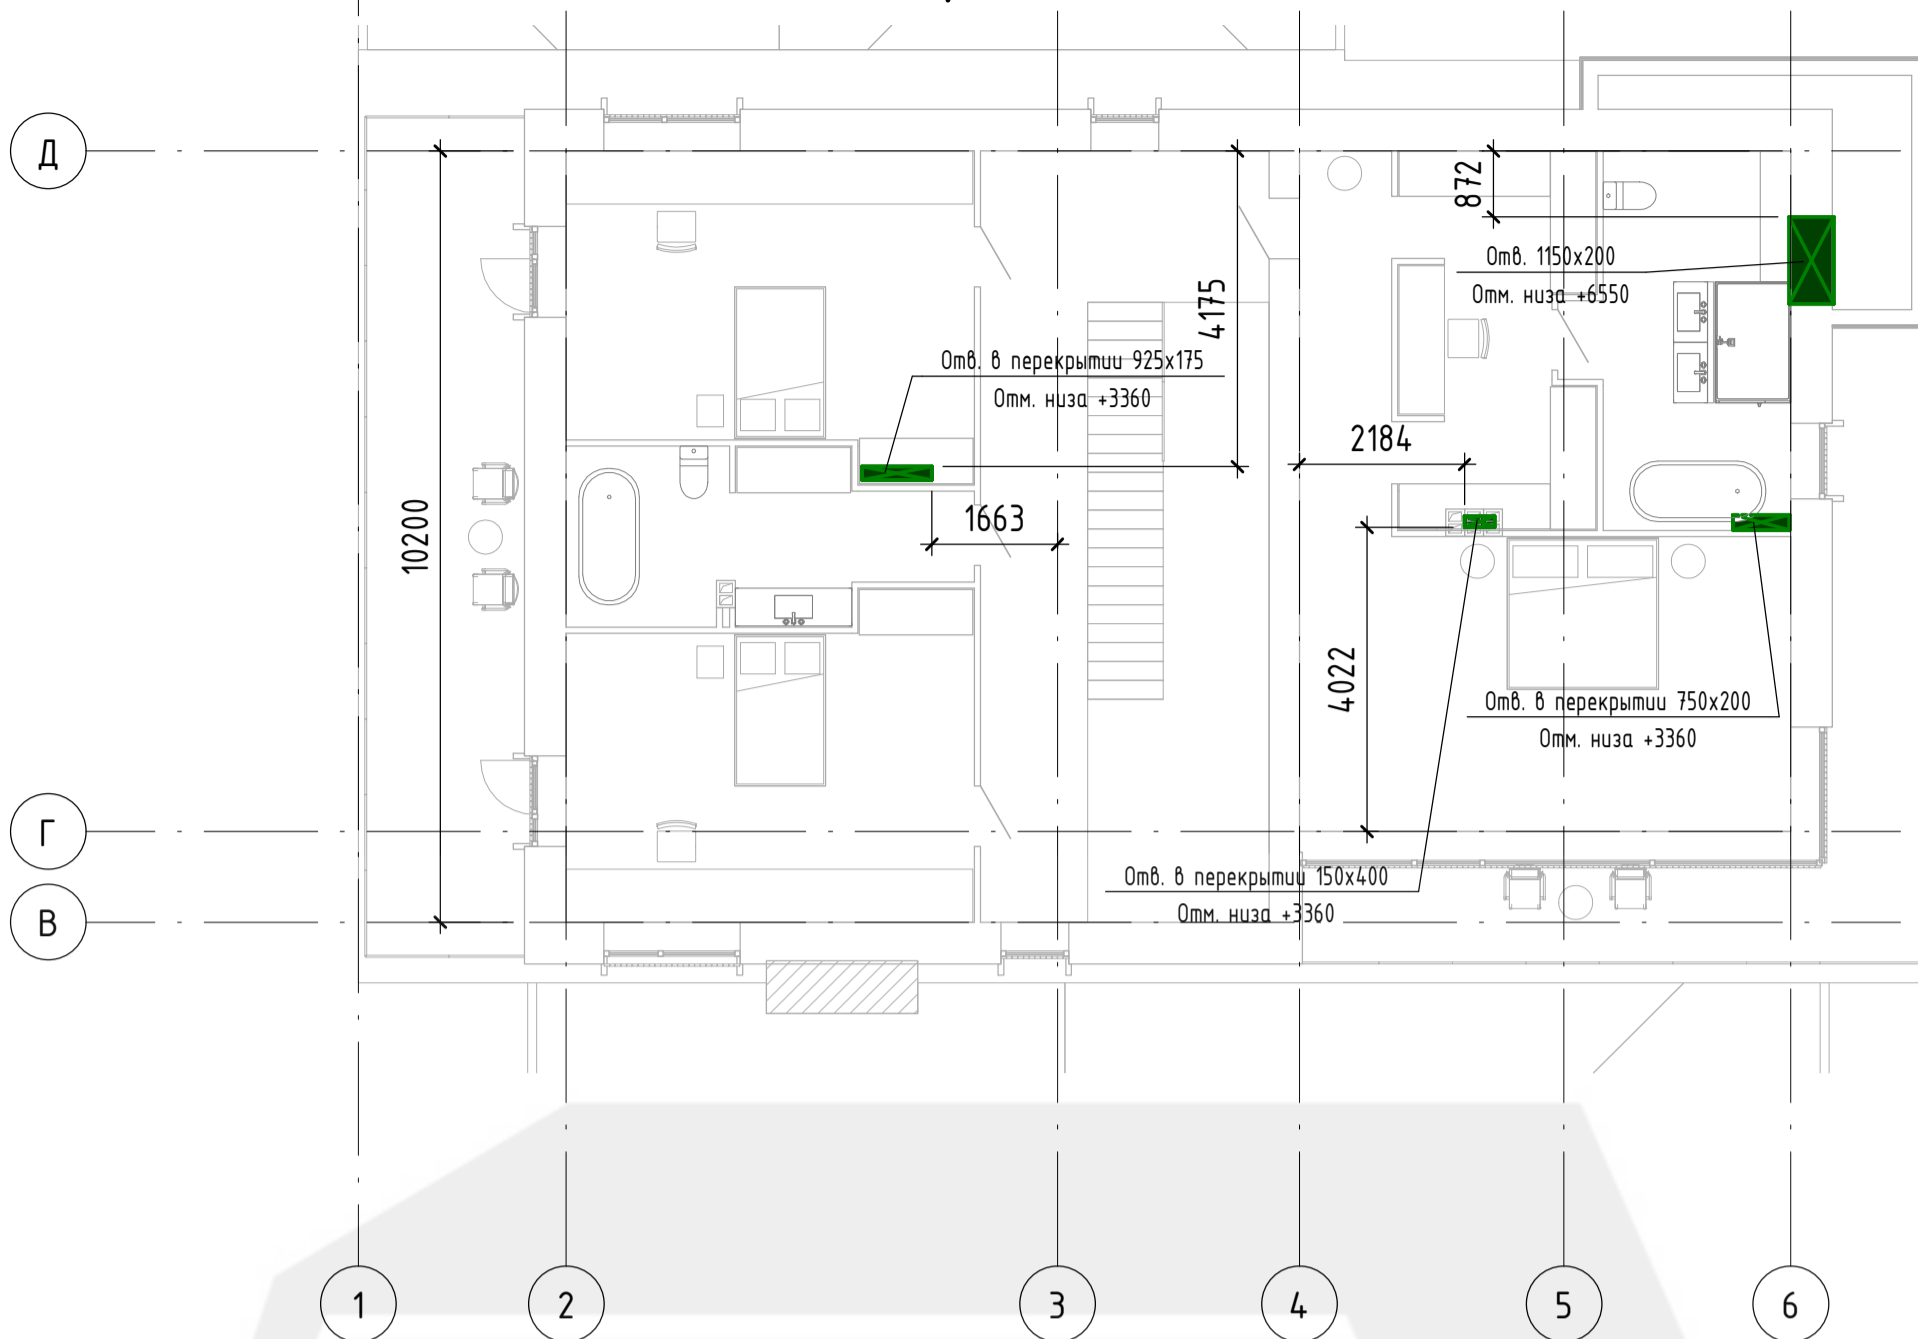 Д
872
Отв. 1150х200
Отм. низа +6550
4175
Отв. в перекрытии 925х175
Отм. низа +3360
2184
10200
1663
4022
Отв. в перекрытии 750х200
Отм. низа +3360
Г
Отв. в перекрытии 150х400
Отм. низа +3360
В
1
2
3
4
5
6